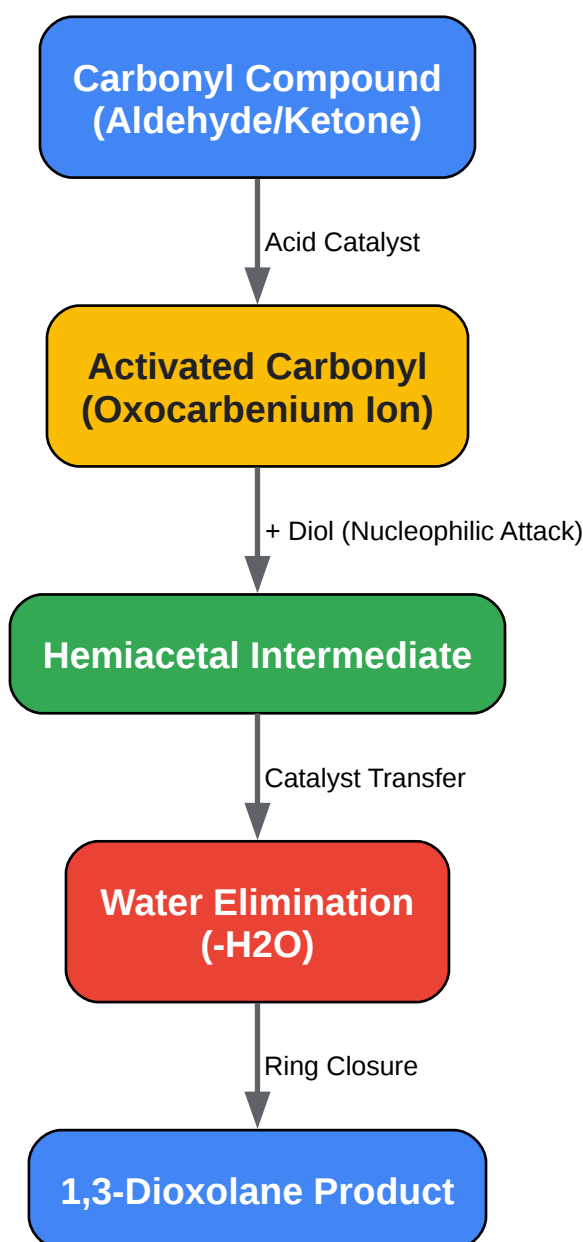 Carbonyl Compound
(Aldehyde/Ketone)
Acid Catalyst
Activated Carbonyl
(Oxocarbenium Ion)
+ Diol (Nucleophilic Attack)
Hemiacetal Intermediate
Catalyst Transfer
Water Elimination
(-H2O)
Ring Closure
1,3-Dioxolane Product